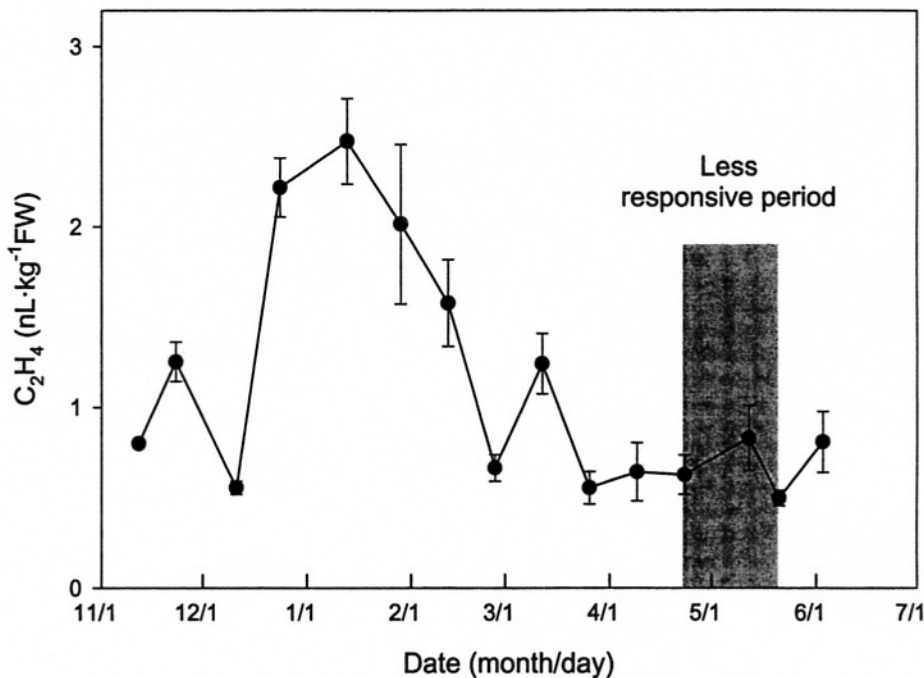 3
2
1
0
C₂H₄ (nL·kg⁻¹FW)
Less
responsive period
11/1 12/1 1/1 2/1 3/1 4/1 5/1 6/1 7/1
Date (month/day)